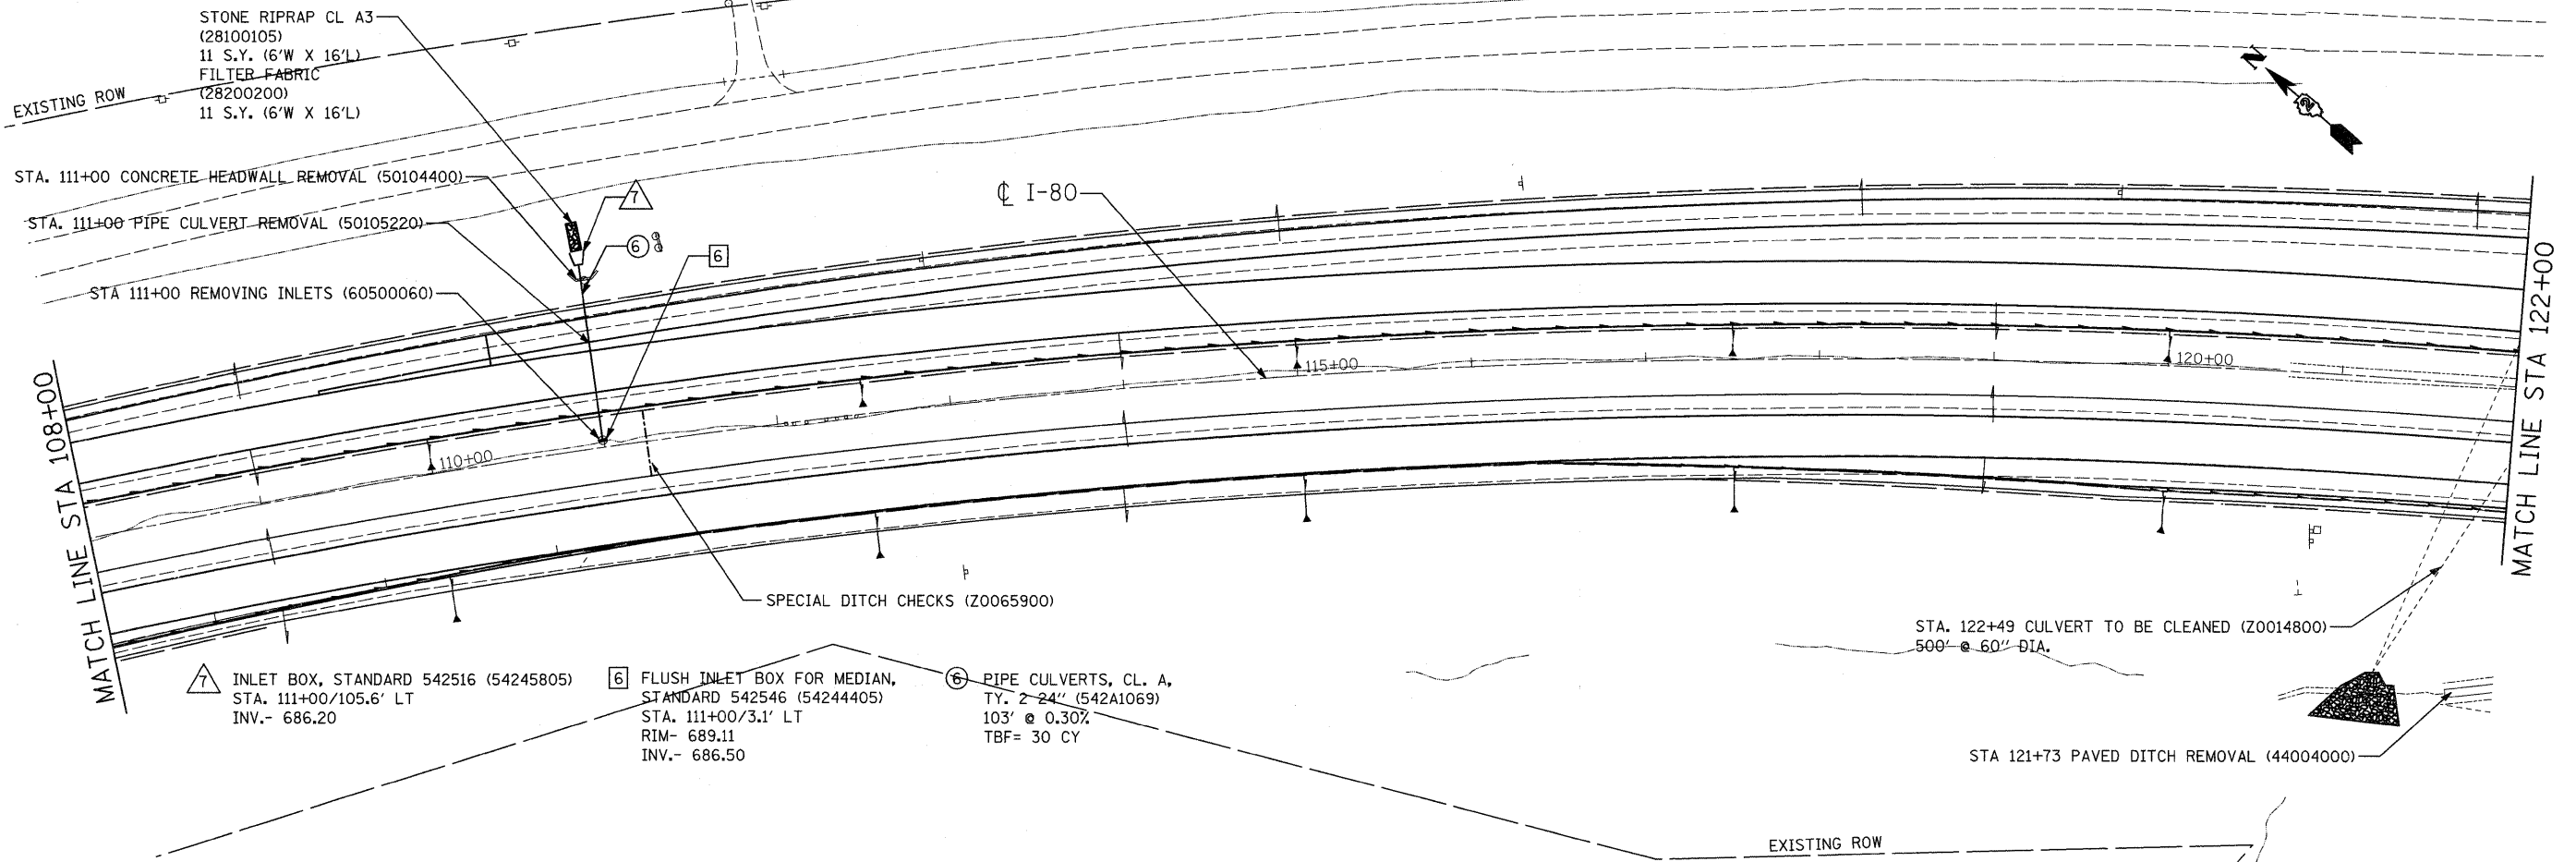 STONE RIPRAP CL A3
(28100105)
11 S.Y. (6'W X 16'L)
FILTER FABRIC
(28200200)
11 S.Y. (6'W X 16'L)
EXISTING ROW
N
2
STA. 111+00 CONCRETE HEADWALL REMOVAL (50104400)
7
℄ I-80
STA. 111+00 PIPE CULVERT REMOVAL (50105220)
6
6
STA 111+00 REMOVING INLETS (60500060)
MATCH LINE STA 122+00
115+00
120+00
MATCH LINE STA 108+00
110+00
SPECIAL DITCH CHECKS (Z0065900)
STA. 122+49 CULVERT TO BE CLEANED (Z0014800)
500' @ 60" DIA.
7 INLET BOX, STANDARD 542516 (54245805)
STA. 111+00/105.6' LT
INV.- 686.20
6 FLUSH INLET BOX FOR MEDIAN,
STANDARD 542546 (54244405)
STA. 111+00/3.1' LT
RIM- 689.11
INV.- 686.50
6 PIPE CULVERTS, CL. A,
TY. 2 24" (542A1069)
103' @ 0.30%
TBF= 30 CY
STA 121+73 PAVED DITCH REMOVAL (44004000)
EXISTING ROW